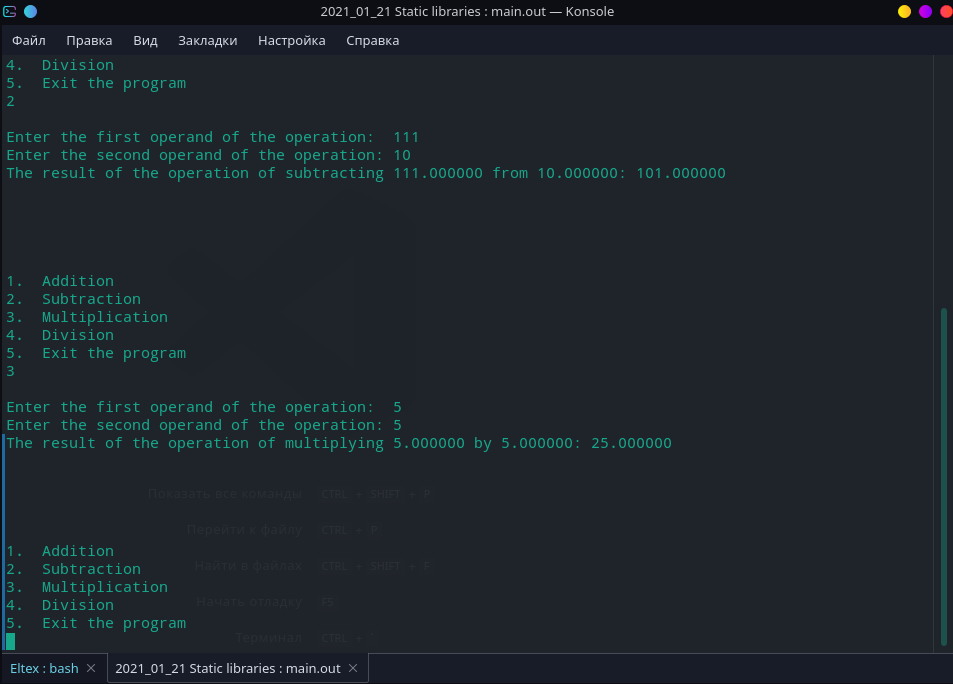 2021_01_21 Static libraries : main.out — Konsole
Файл Правка Вид Закладки Настройка Справка
4.  Division
5.  Exit the program
2
Enter the first operand of the operation:  111
Enter the second operand of the operation: 10
The result of the operation of subtracting 111.000000 from 10.000000: 101.000000
1.  Addition
2.  Subtraction
3.  Multiplication
4.  Division
5.  Exit the program
3
Enter the first operand of the operation:  5
Enter the second operand of the operation: 5
The result of the operation of multiplying 5.000000 by 5.000000: 25.000000
Показать все команды CTRL + SHIFT + P
Перейти к файлу CTRL + P
1.  Addition
2.  Subtraction
Найти в файлах CTRL + SHIFT + F
3.  Multiplication
4.  Division
Начать отладку F5
5.  Exit the program
Терминал CTRL + `
Eltex : bash 2021_01_21 Static libraries : main.out